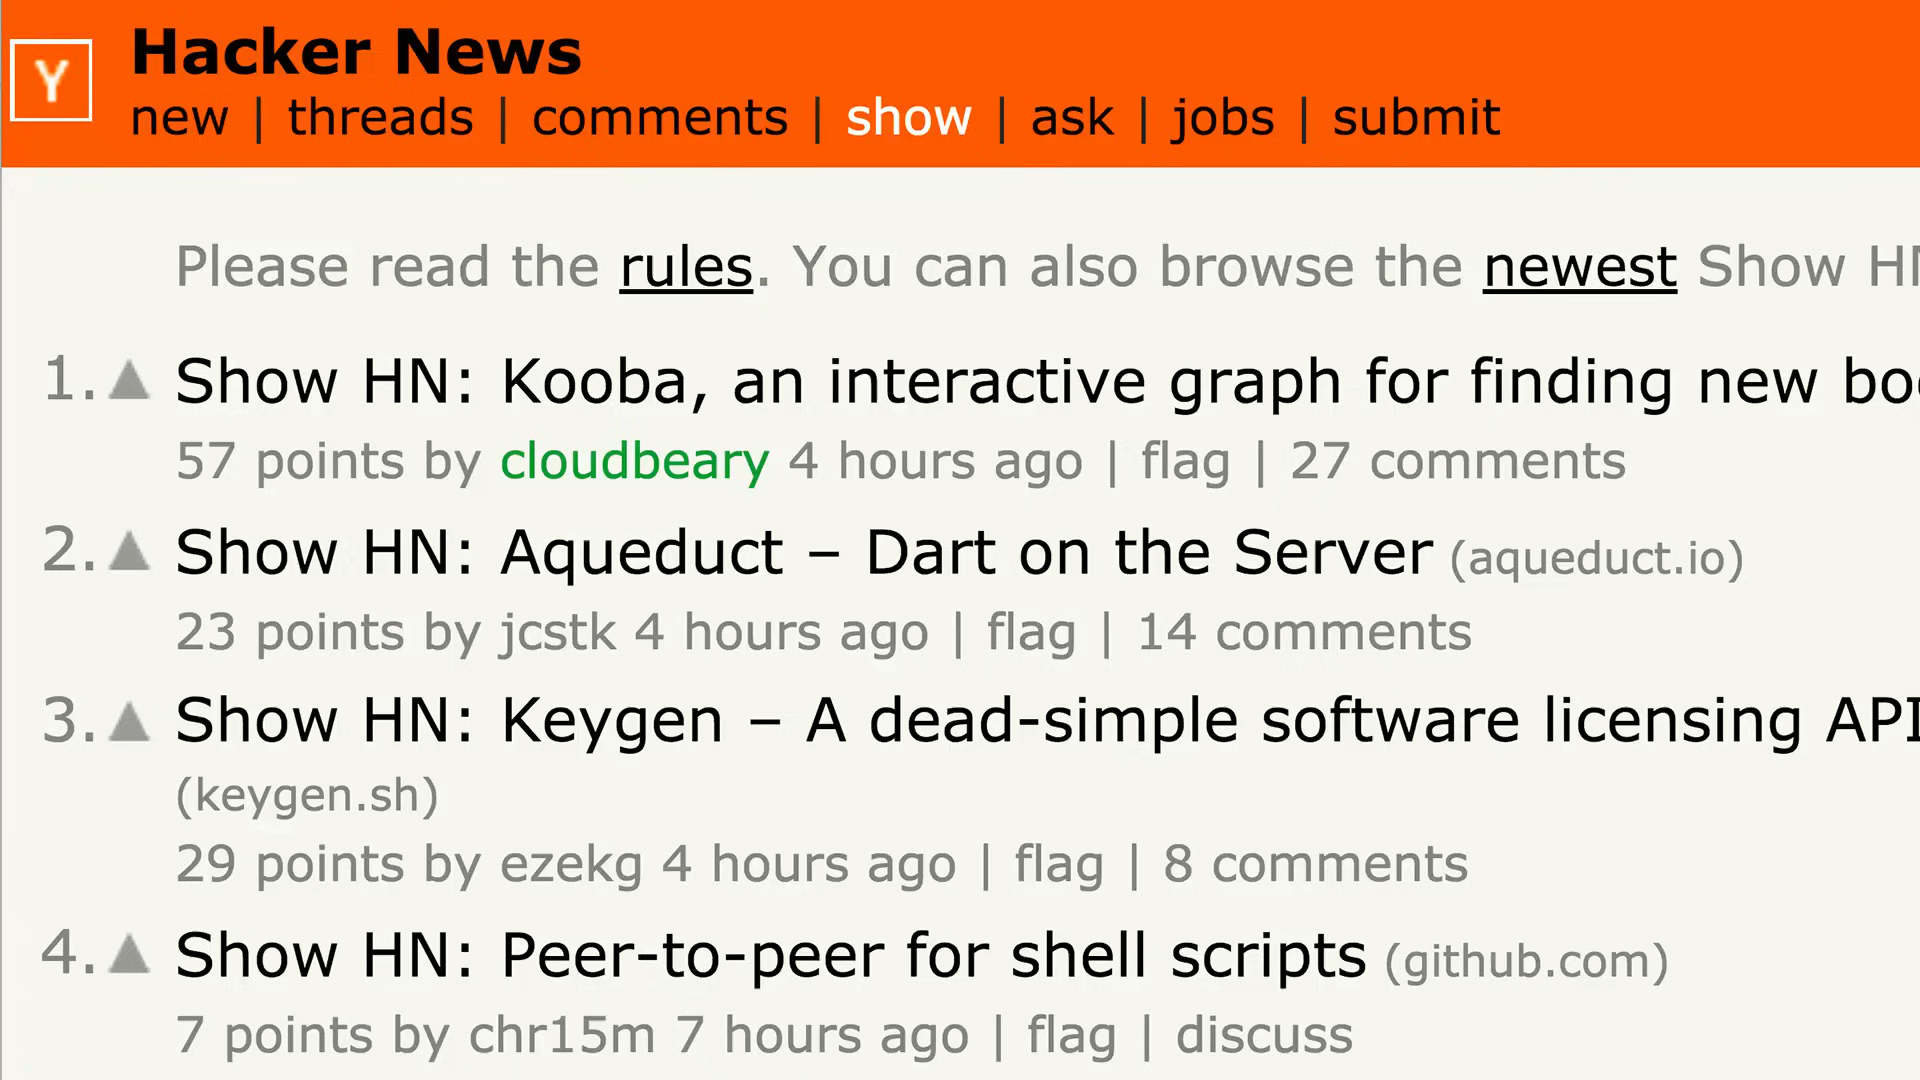 Y
Hacker News
new | threads | comments | show | ask | jobs | submit
Please read the rules. You can also browse the newest Show
1. Show HN: Kooba, an interactive graph for finding new
57 points by cloudbeary 4 hours ago | flag | 27 comments
2. Show HN: Aqueduct – Dart on the Server (aqueduct.io)
23 points by jcstk 4 hours ago | flag | 14 comments
3. Show HN: Keygen – A dead-simple software licensing API
(keygen.sh)
29 points by ezekg 4 hours ago | flag | 8 comments
4. Show HN: Peer-to-peer for shell scripts (github.com)
7 points by chr15m 7 hours ago | flag | discuss